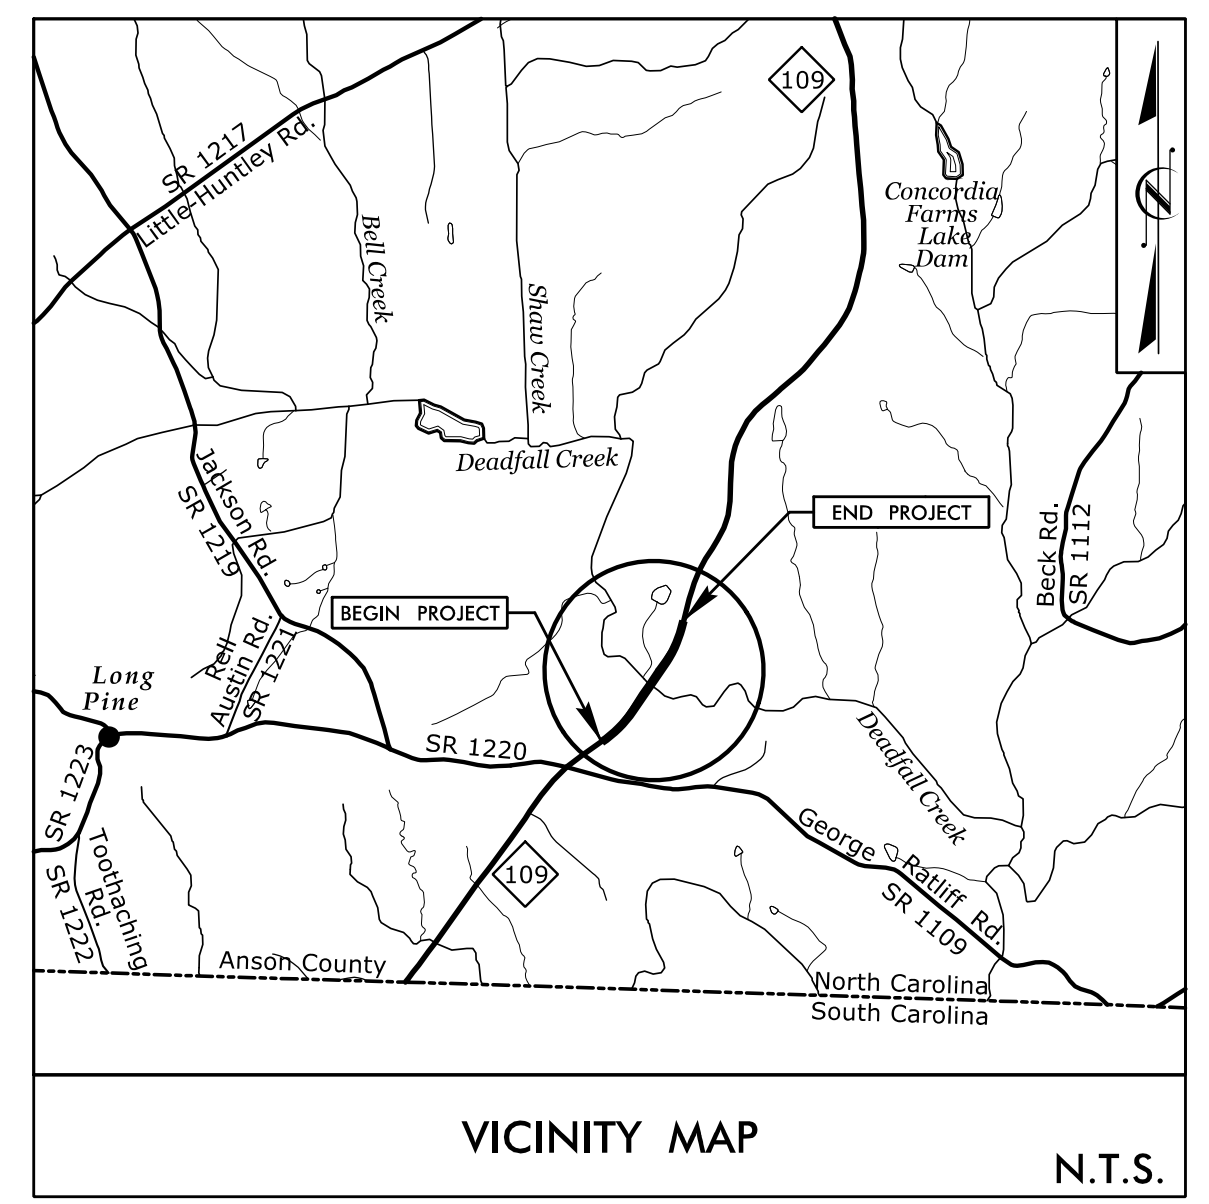 109
SR 1217
Little-Huntley Rd.
Concordia
Farms
Lake
Dam
N
Bell Creek
Shaw Creek
Deadfall Creek
Jackson Rd.
SR 1219
END PROJECT
Beck Rd.
SR 1112
BEGIN PROJECT
Rell
Austin Rd.
SR 1221
Long
Pine
SR 1220
Deadfall Creek
SR 1223
Toothaching
Rd.
SR 1222
109
George Ratliff Rd.
SR 1109
Anson County
North Carolina
South Carolina
VICINITY MAP
N.T.S.